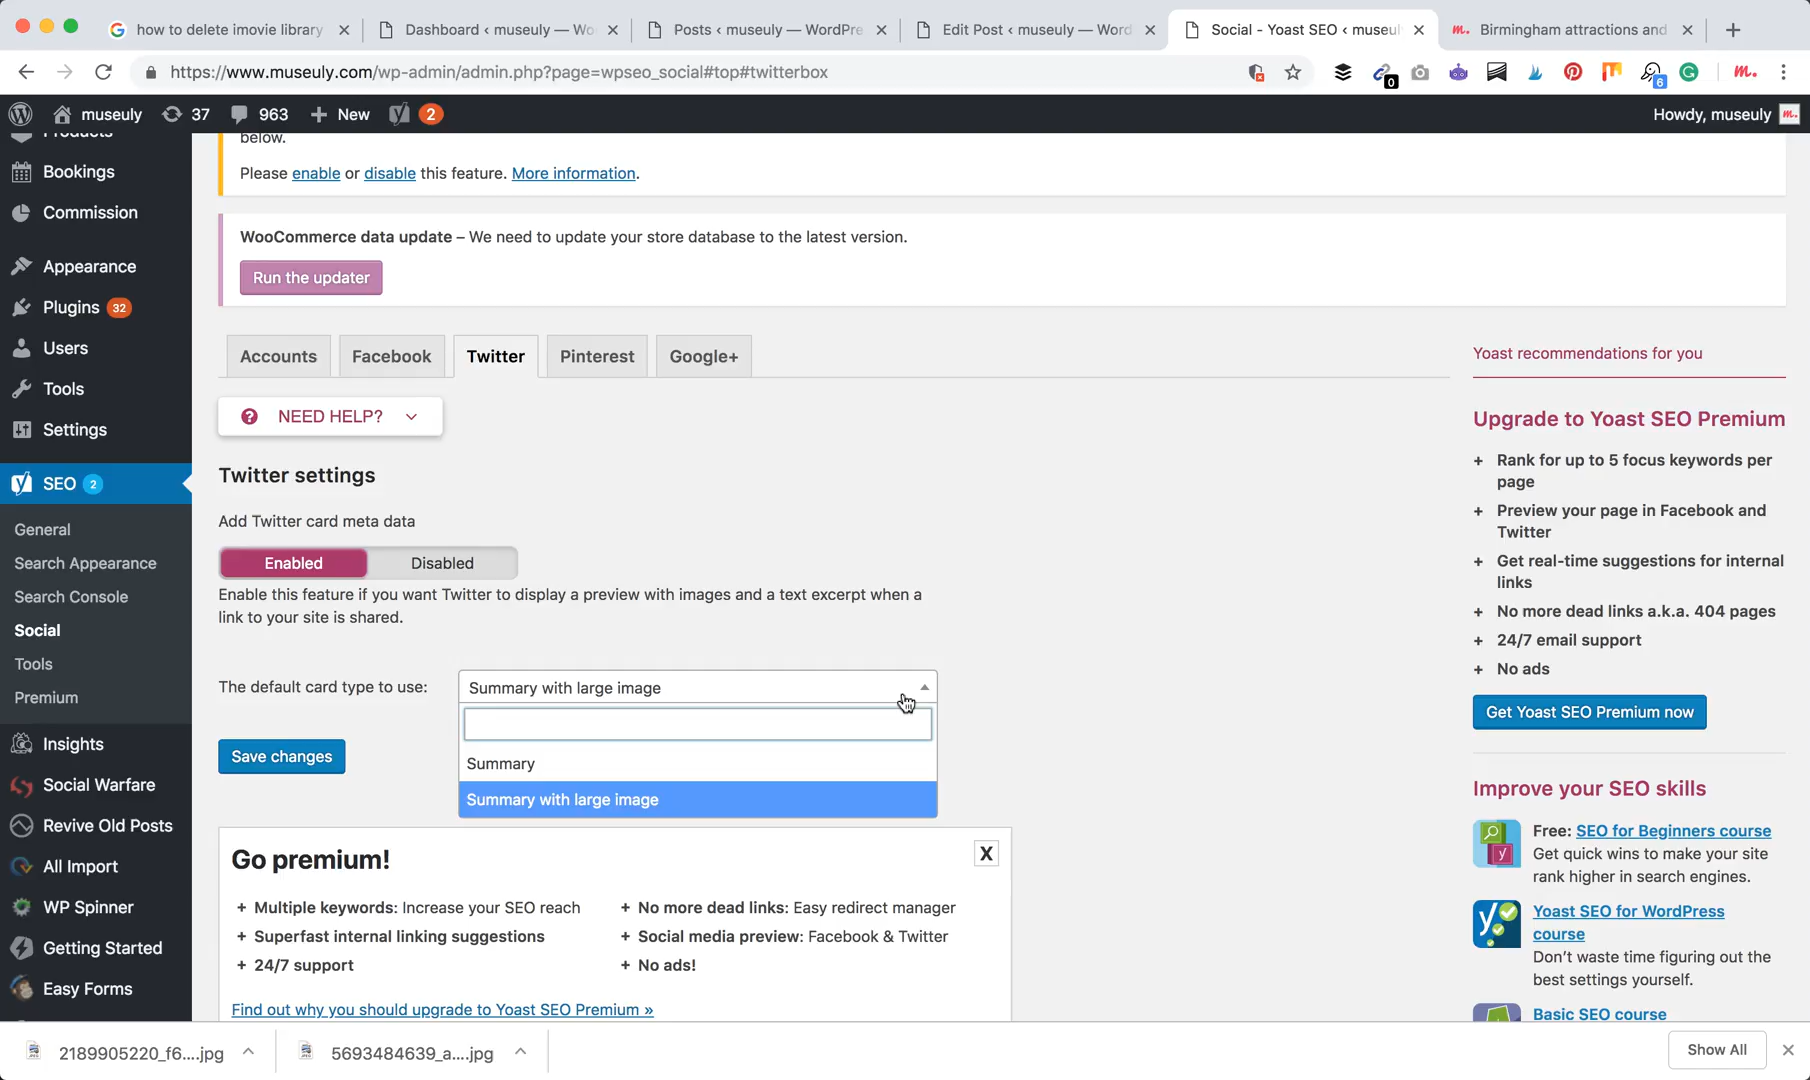 how to delete imovie library
Dashboard ‹ museuly — Wo
Posts ‹ museuly — WordPre
Edit Post ‹ museuly — Word
Social - Yoast SEO ‹ museul
m. Birmingham attractions and
https://www.museuly.com/wp-admin/admin.php?page=wpseo_social#top#twitterbox
0
6
m.
museuly
37
963
+ New
2
Howdy, museuly
m.
Products
Bookings
Commission
Appearance
Plugins 32
Users
Tools
Settings
SEO 2
General
Search Appearance
Search Console
Social
Tools
Premium
Insights
Social Warfare
Revive Old Posts
All Import
WP Spinner
Getting Started
Easy Forms
below.
Please enable or disable this feature. More information.
WooCommerce data update – We need to update your store database to the latest version.
Run the updater
Accounts
Facebook
Twitter
Pinterest
Google+
? NEED HELP?
Twitter settings
Add Twitter card meta data
Enabled
Disabled
Enable this feature if you want Twitter to display a preview with images and a text excerpt when a
link to your site is shared.
The default card type to use:
Summary with large image
Summary
Summary with large image
Save changes
Go premium!
X
+ Multiple keywords: Increase your SEO reach
+ Superfast internal linking suggestions
+ 24/7 support
+ No more dead links: Easy redirect manager
+ Social media preview: Facebook & Twitter
+ No ads!
Find out why you should upgrade to Yoast SEO Premium »
Yoast recommendations for you
Upgrade to Yoast SEO Premium
+ Rank for up to 5 focus keywords per
page
+ Preview your page in Facebook and
Twitter
+ Get real-time suggestions for internal
links
+ No more dead links a.k.a. 404 pages
+ 24/7 email support
+ No ads
Get Yoast SEO Premium now
Improve your SEO skills
Free: SEO for Beginners course
Get quick wins to make your site
rank higher in search engines.
Yoast SEO for WordPress
course
Don't waste time figuring out the
best settings yourself.
Basic SEO course
2189905220_f6....jpg
5693484639_a....jpg
Show All